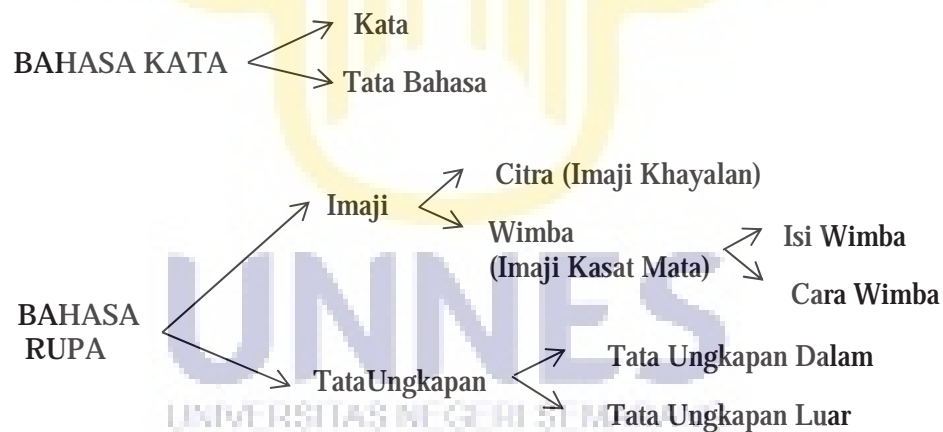 Kata
BAHASA KATA
Tata Bahasa
Citra (Imaji Khayalan)
Imaji
Wimba
(Imaji Kasat Mata)
Isi Wimba
Cara Wimba
BAHASA
RUPA
Tata Ungkapan Dalam
TataUngkapan
Tata Ungkapan Luar
UNNES
UNIVERSITAS NEGERI SEMARANG